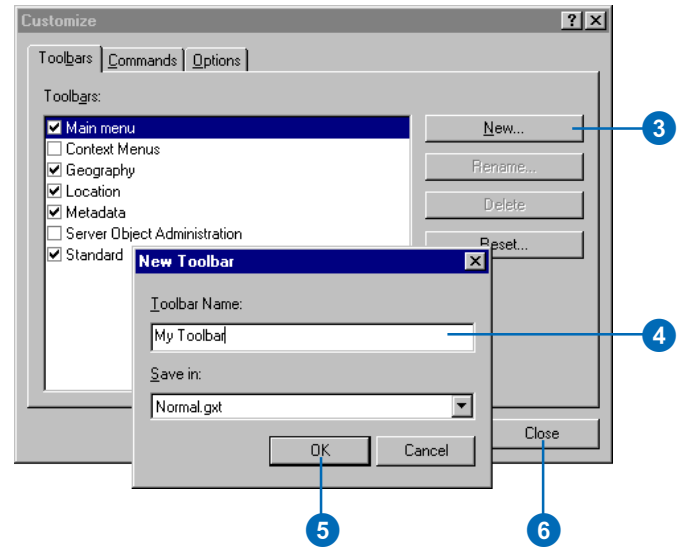 Customize
Toolbars Commands Options
Toolbars:
Main menu
Context Menus
Geography
Location
Metadata
Server Object Administration
Standard
New...
3
Rename...
Delete
Reset...
New Toolbar
Toolbar Name:
My Toolbar
4
Save in:
Normal.gxt
OK Cancel
Close
5
6